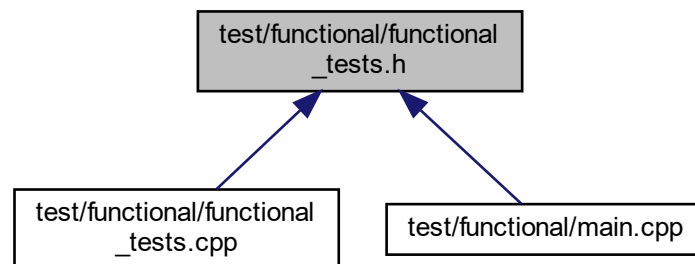 test/functional/functional
_tests.h
test/functional/functional
_tests.cpp
test/functional/main.cpp